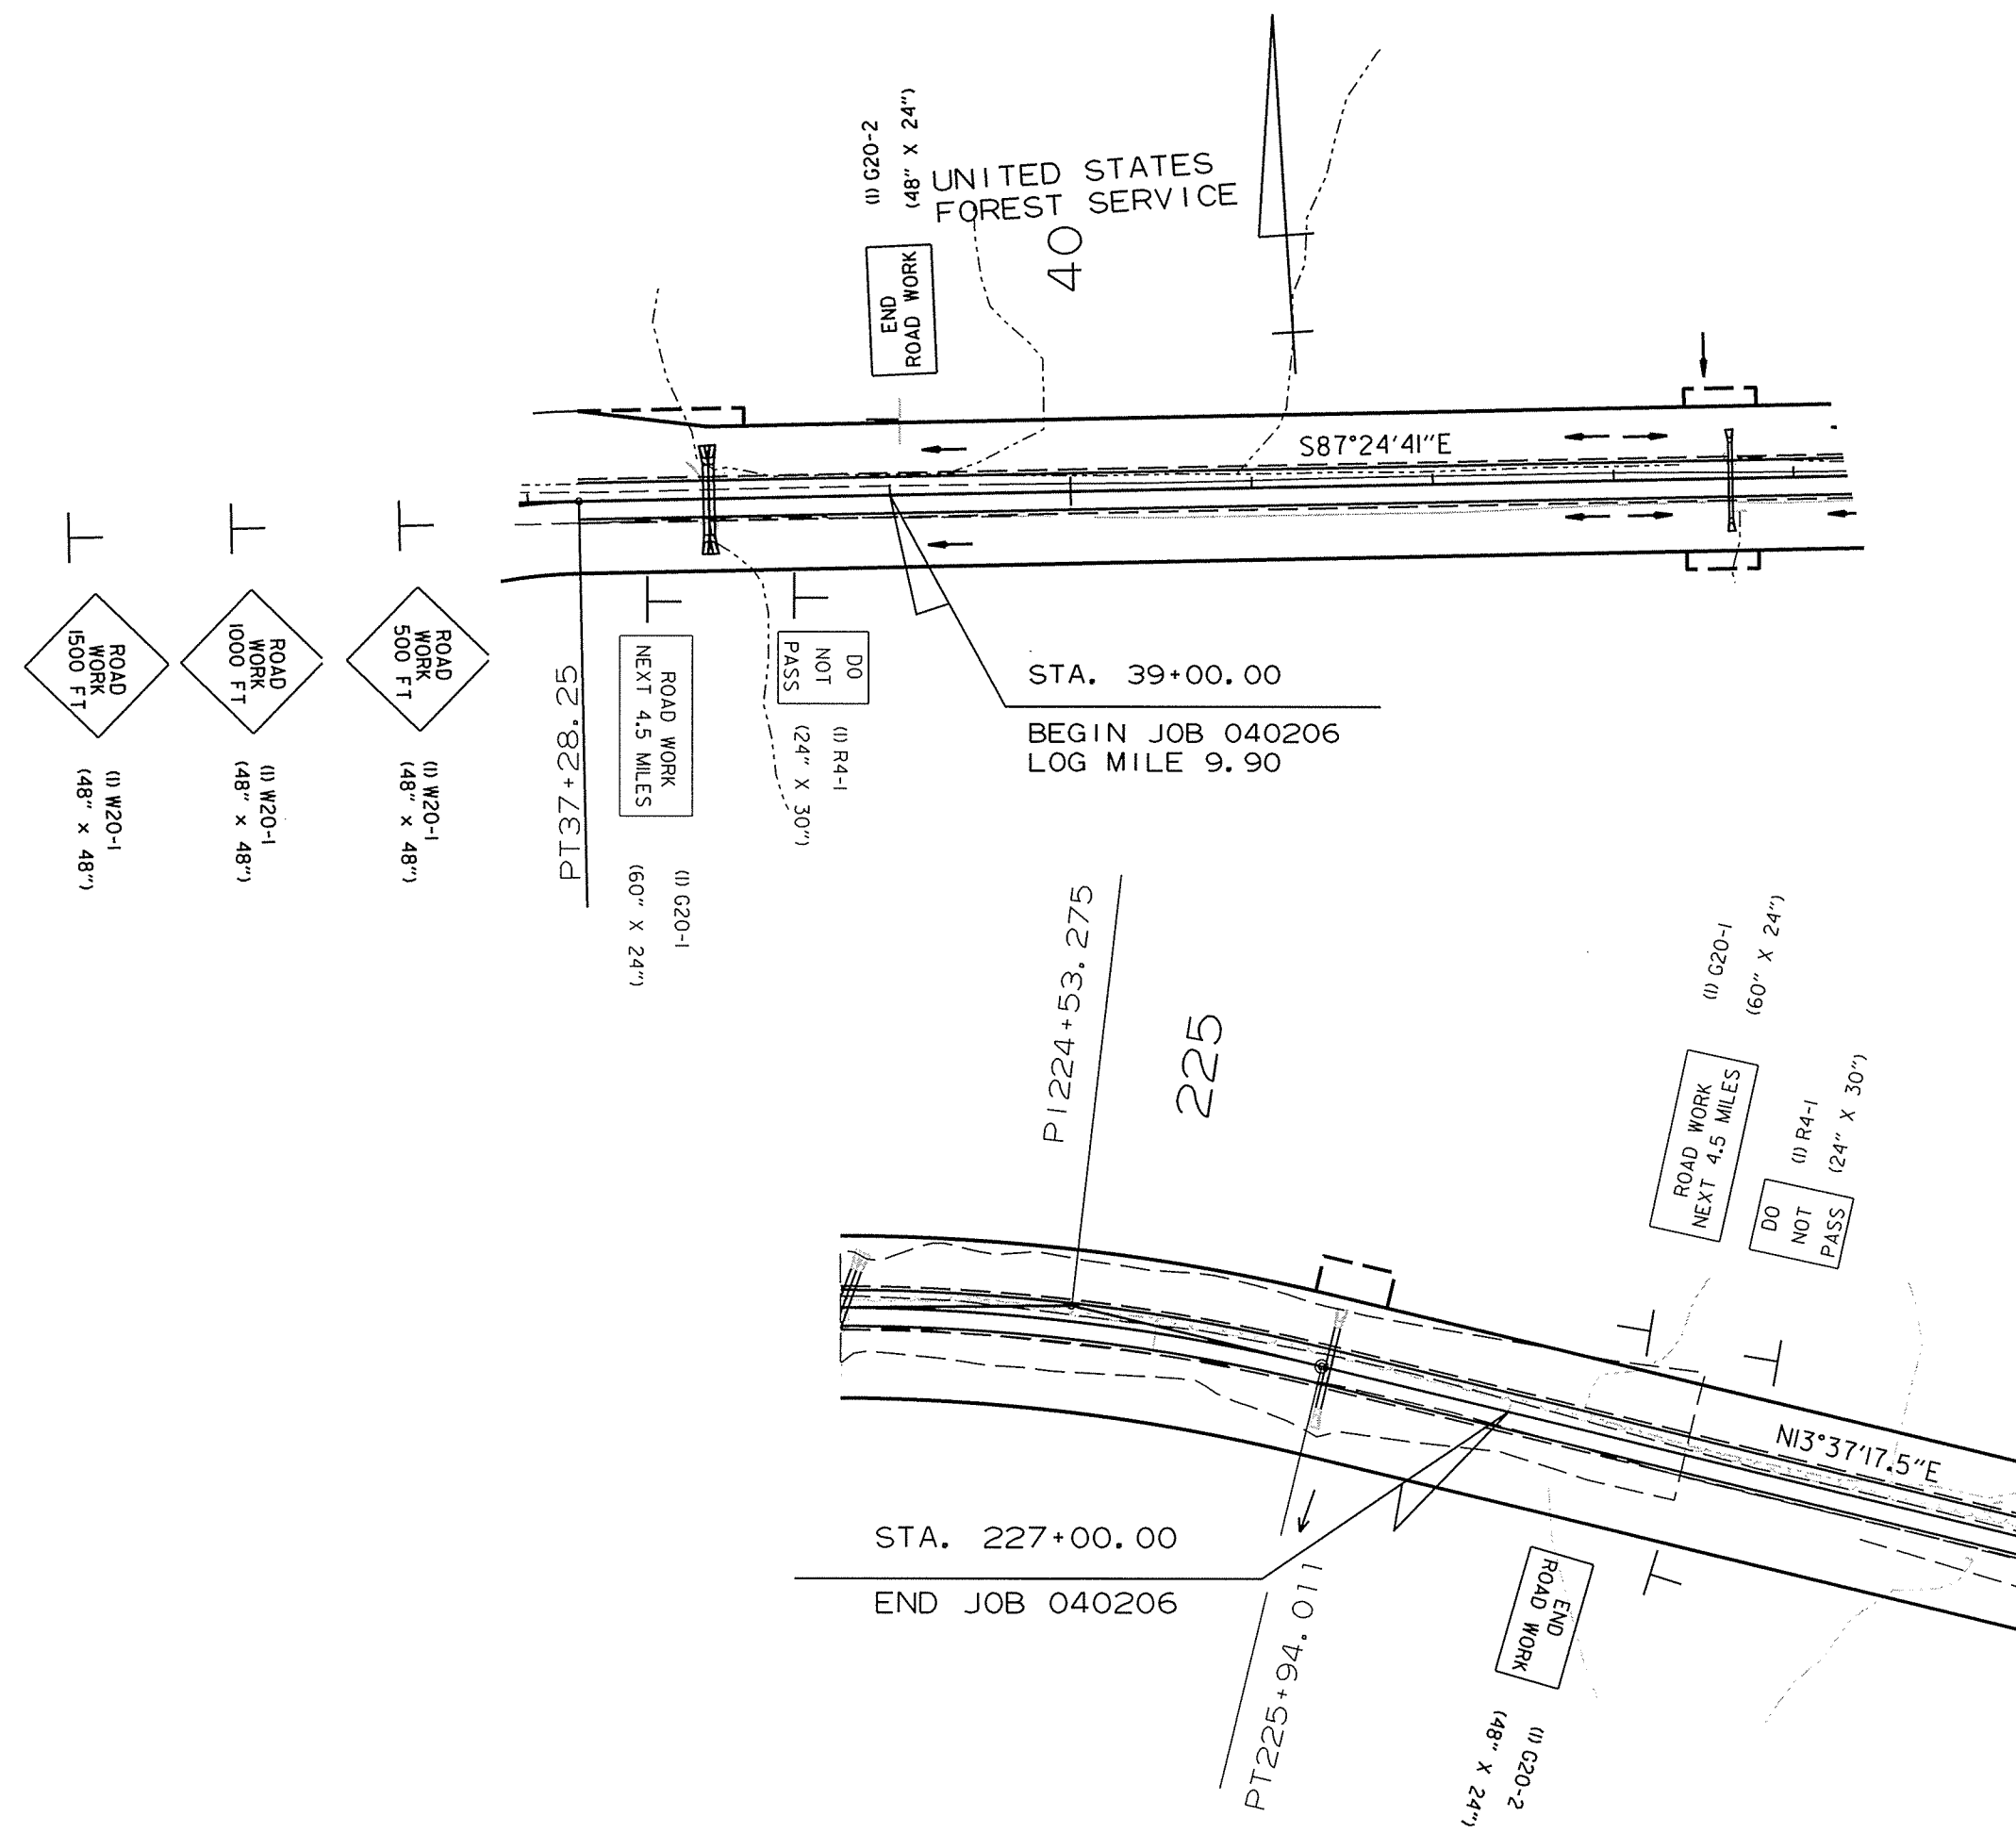 (1) G20-2
(48" X 24")
UNITED STATES
FOREST SERVICE
40
END
ROAD WORK
S87°24'41"E
ROAD
WORK
1500 FT
(1) W20-1
(48" x 48")
ROAD
WORK
1000 FT
(1) W20-1
(48" x 48")
ROAD
WORK
500 FT
(1) W20-1
(48" x 48")
PT37+28.25
ROAD WORK
NEXT 4.5 MILES
(1) G20-1
(60" X 24")
DO
NOT
PASS
(1) R4-1
(24" X 30")
STA. 39+00.00
BEGIN JOB 040206
LOG MILE 9.90
PI224+53.275
225
(1) G20-1
(60" X 24")
ROAD WORK
NEXT 4.5 MILES
(1) R4-1
(24" X 30")
DO
NOT
PASS
N13°37'17.5"E
STA. 227+00.00
END JOB 040206
PT225+94.011
END
ROAD WORK
(1) G20-2
(48" X 24")